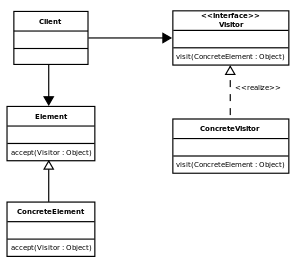 Client
<<interface>>
Visitor
visit(ConcreteElement : Object)
<<realize>>
Element
accept(Visitor : Object)
ConcreteVisitor
visit(ConcreteElement : Object)
ConcreteElement
accept(Visitor : Object)